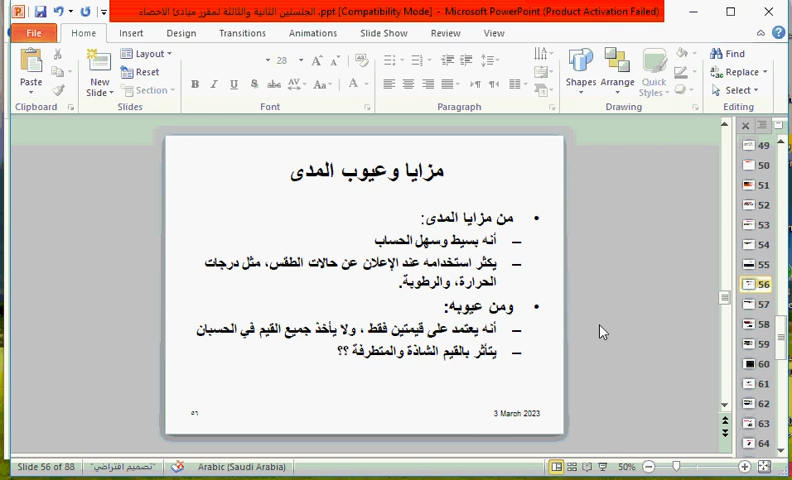 الجلستين الثانية والثالثة لمقرر مبادئ الاحصاء.ppt [Compatibility Mode] - Microsoft PowerPoint (Product Activation Failed)
File Home Insert Design Transitions Animations Slide Show Review View
Paste
Clipboard
New Slide
Layout
Reset
Section
Slides
28
Font
Paragraph
Shapes
Arrange
Quick Styles
Drawing
Find
Replace
Select
Editing
مزايا وعيوب المدى
• من مزايا المدى:
– أنه بسيط وسهل الحساب
– يكثر استخدامه عند الإعلان عن حالات الطقس، مثل درجات
الحرارة، والرطوبة.
• ومن عيوبه:
– أنه يعتمد على قيمتين فقط ، ولا يأخذ جميع القيم في الحسبان
– يتأثر بالقيم الشاذة والمتطرفة ؟؟
٥٦
3 March 2023
49
50
51
52
53
54
55
56
57
58
59
60
61
62
63
64
Slide 56 of 88
"تصميم افتراضي"
Arabic (Saudi Arabia)
50%